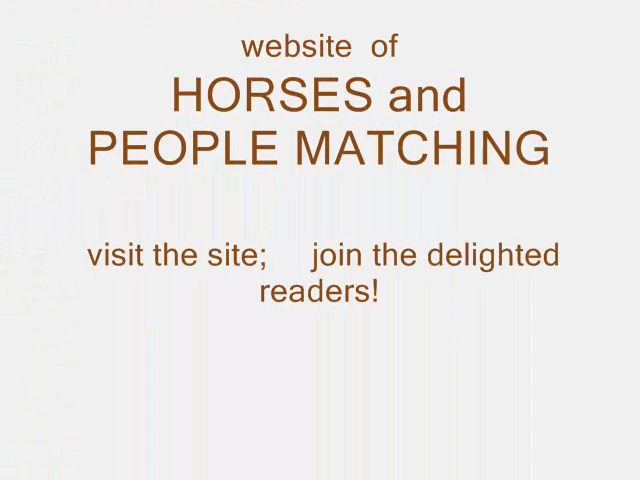 website of
HORSES and
PEOPLE MATCHING
visit the site; join the delighted
readers!